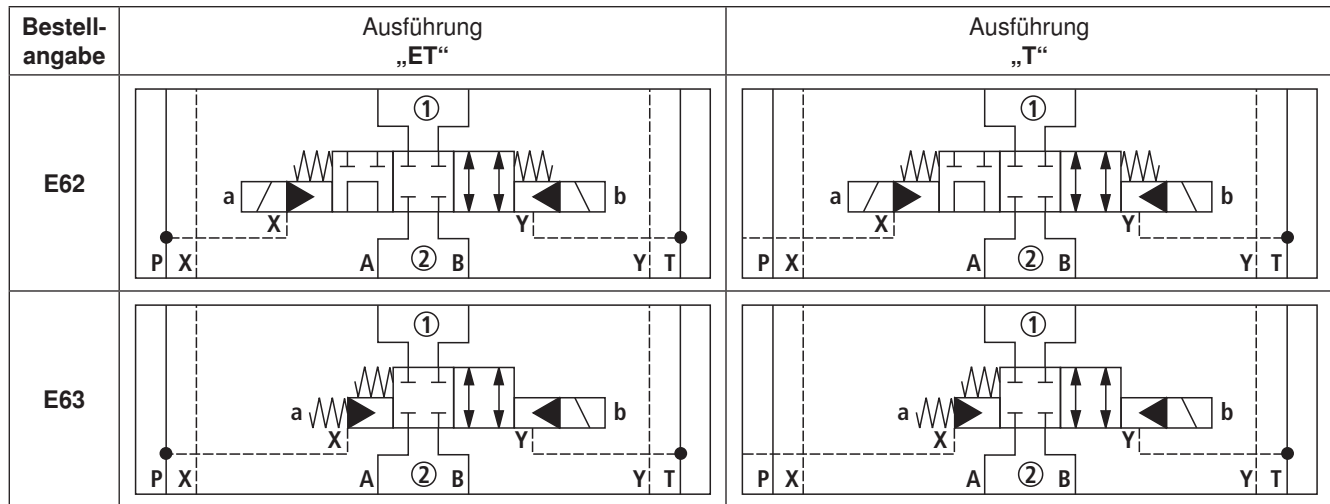 Bestell-
angabe
Ausführung
„ET“
Ausführung
„T“
E62
①
a
b
X
Y
P X A ② B Y T
①
a
b
X
Y
P X A ② B Y T
E63
①
a
b
X
Y
P X A ② B Y T
①
a
b
X
Y
P X A ② B Y T